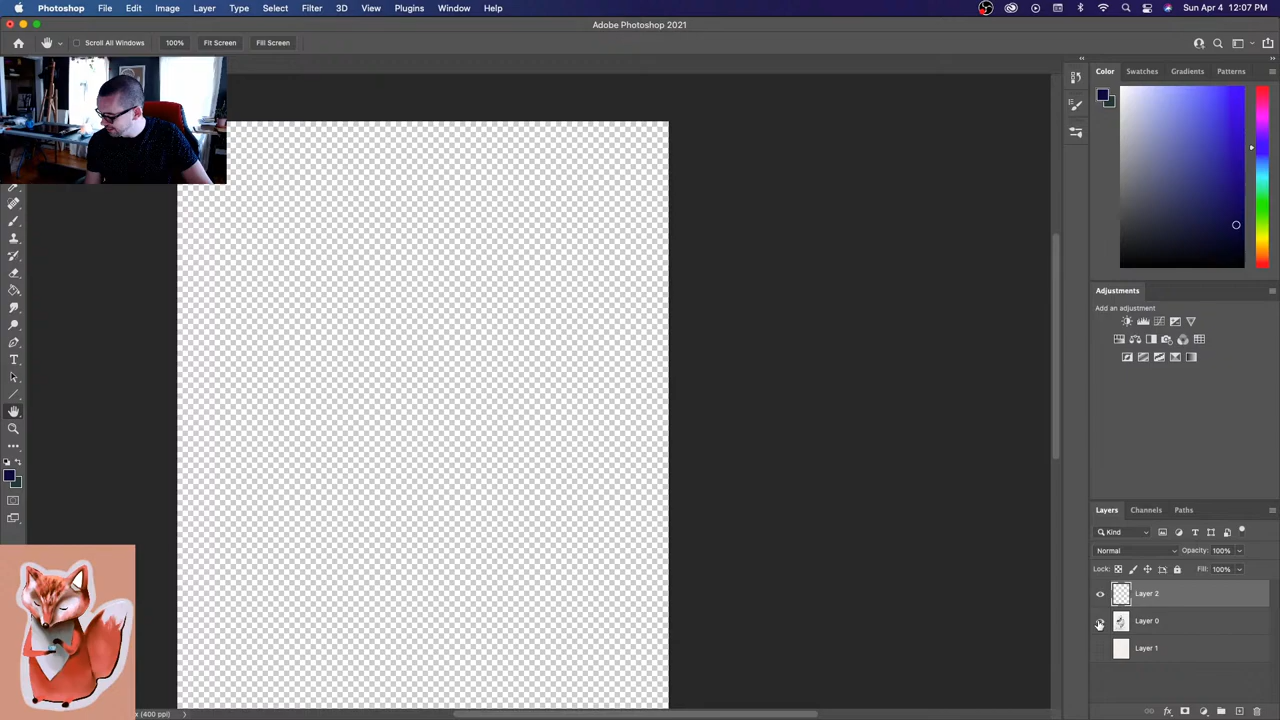 Photoshop File Edit Image Layer Type Select Filter 3D View Plugins Window Help Sun Apr 4 12:07 PM
Adobe Photoshop 2021
Scroll All Windows 100% Fit Screen Fill Screen
Color Swatches Gradients Patterns
Adjustments
Add an adjustment
Layers Channels Paths
Kind
Normal Opacity: 100%
Lock: Fill: 100%
Layer 2
Layer 0
Layer 1
x (400 ppi)